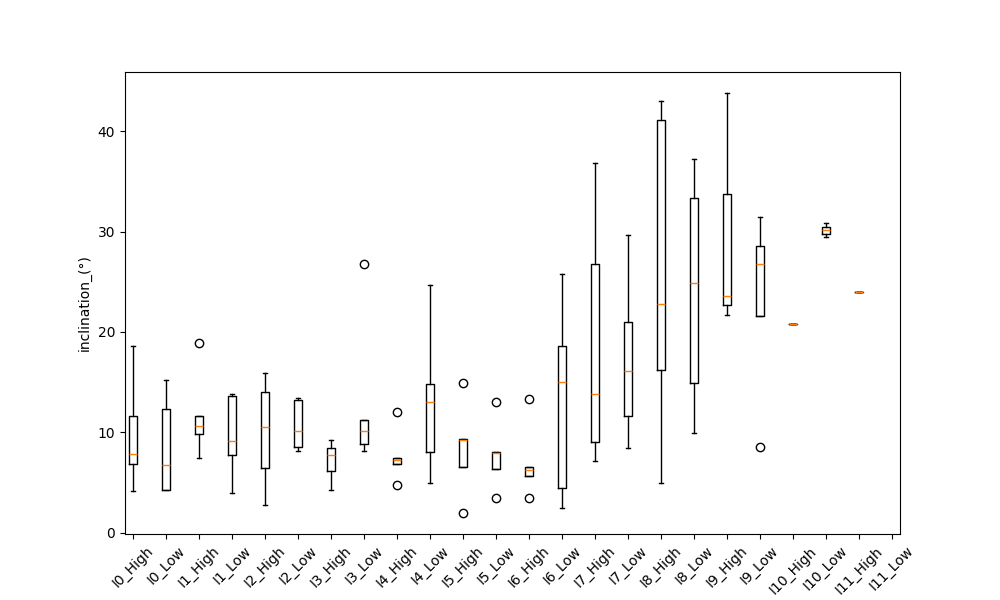 inclination_(°)
40
30
20
10
0
I0_High
I0_Low
I1_High
I1_Low
I2_High
I2_Low
I3_High
I3_Low
I4_High
I4_Low
I5_High
I5_Low
I6_High
I6_Low
I7_High
I7_Low
I8_High
I8_Low
I9_High
I9_Low
I10_High
I10_Low
I11_High
I11_Low